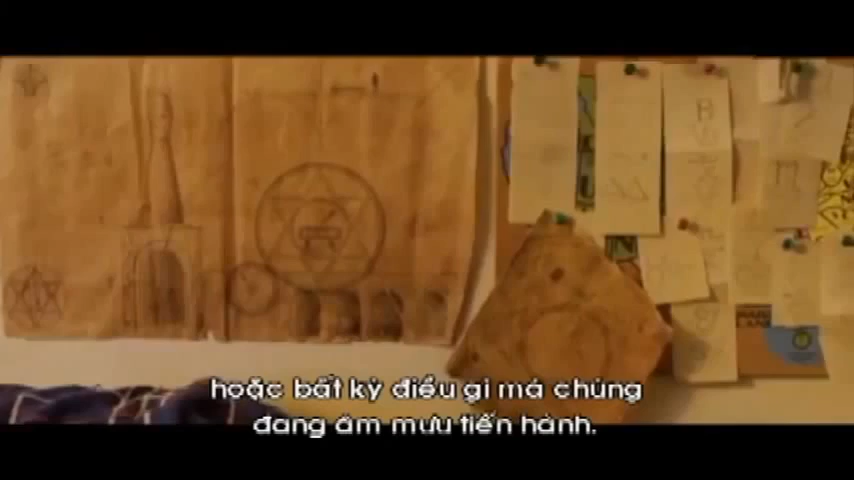 hoặc bất kỳ điều gì mà chúng
đang âm mưu tiến hành.